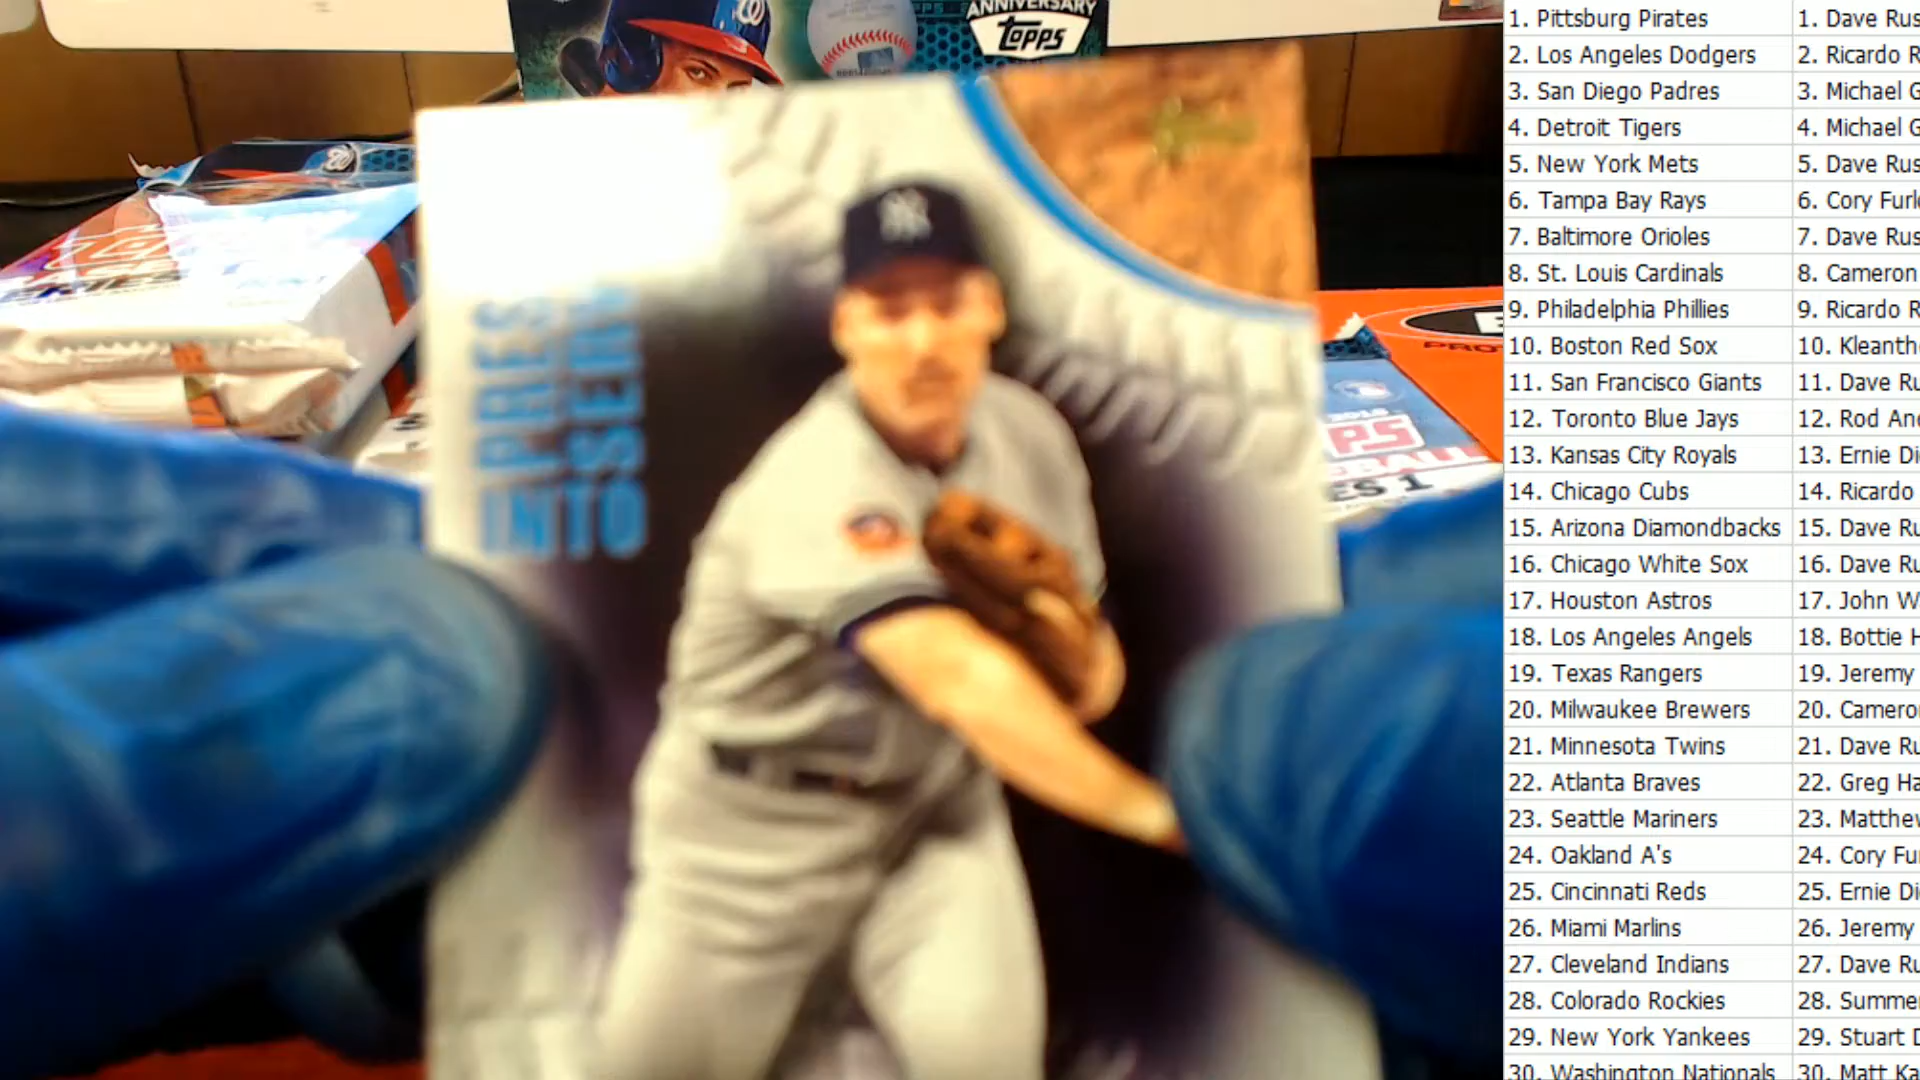 ANNIVERSARY
Topps
W
W
NY
PRESSED
INTO SERVICE
TOPPS
1. Pittsburg Pirates 1. Dave Rus
2. Los Angeles Dodgers 2. Ricardo R
3. San Diego Padres 3. Michael G
4. Detroit Tigers 4. Michael G
5. New York Mets 5. Dave Rus
6. Tampa Bay Rays 6. Cory Furl
7. Baltimore Orioles 7. Dave Rus
8. St. Louis Cardinals 8. Cameron
9. Philadelphia Phillies 9. Ricardo R
10. Boston Red Sox 10. Kleanth
11. San Francisco Giants 11. Dave Ru
12. Toronto Blue Jays 12. Rod And
13. Kansas City Royals 13. Ernie Di
14. Chicago Cubs 14. Ricardo
15. Arizona Diamondbacks 15. Dave Ru
16. Chicago White Sox 16. Dave Ru
17. Houston Astros 17. John W
18. Los Angeles Angels 18. Bottie H
19. Texas Rangers 19. Jeremy
20. Milwaukee Brewers 20. Camero
21. Minnesota Twins 21. Dave Ru
22. Atlanta Braves 22. Greg Ha
23. Seattle Mariners 23. Matthew
24. Oakland A's 24. Cory Fu
25. Cincinnati Reds 25. Ernie Di
26. Miami Marlins 26. Jeremy
27. Cleveland Indians 27. Dave Ru
28. Colorado Rockies 28. Summe
29. New York Yankees 29. Stuart D
30. Washington Nationals 30. Matt Ka